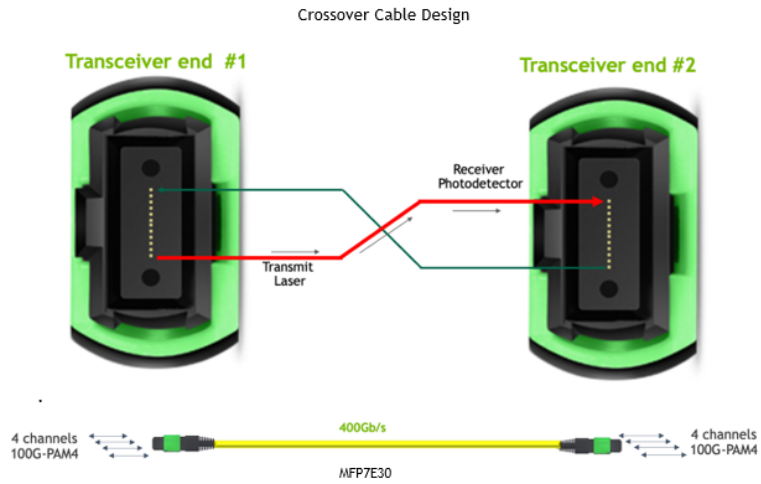 Crossover Cable Design
Transceiver end #1
Transceiver end #2
Receiver
Photodetector
Transmit
Laser
.
400Gb/s
4 channels
100G-PAM4
4 channels
100G-PAM4
MFP7E30